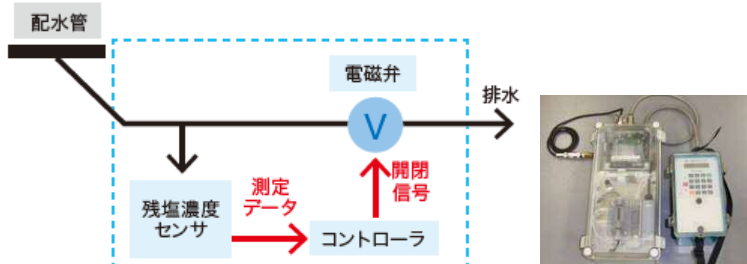 配水管
電磁弁
排水
V
開閉
信号
測定
データ
残塩濃度
センサ
コントローラ